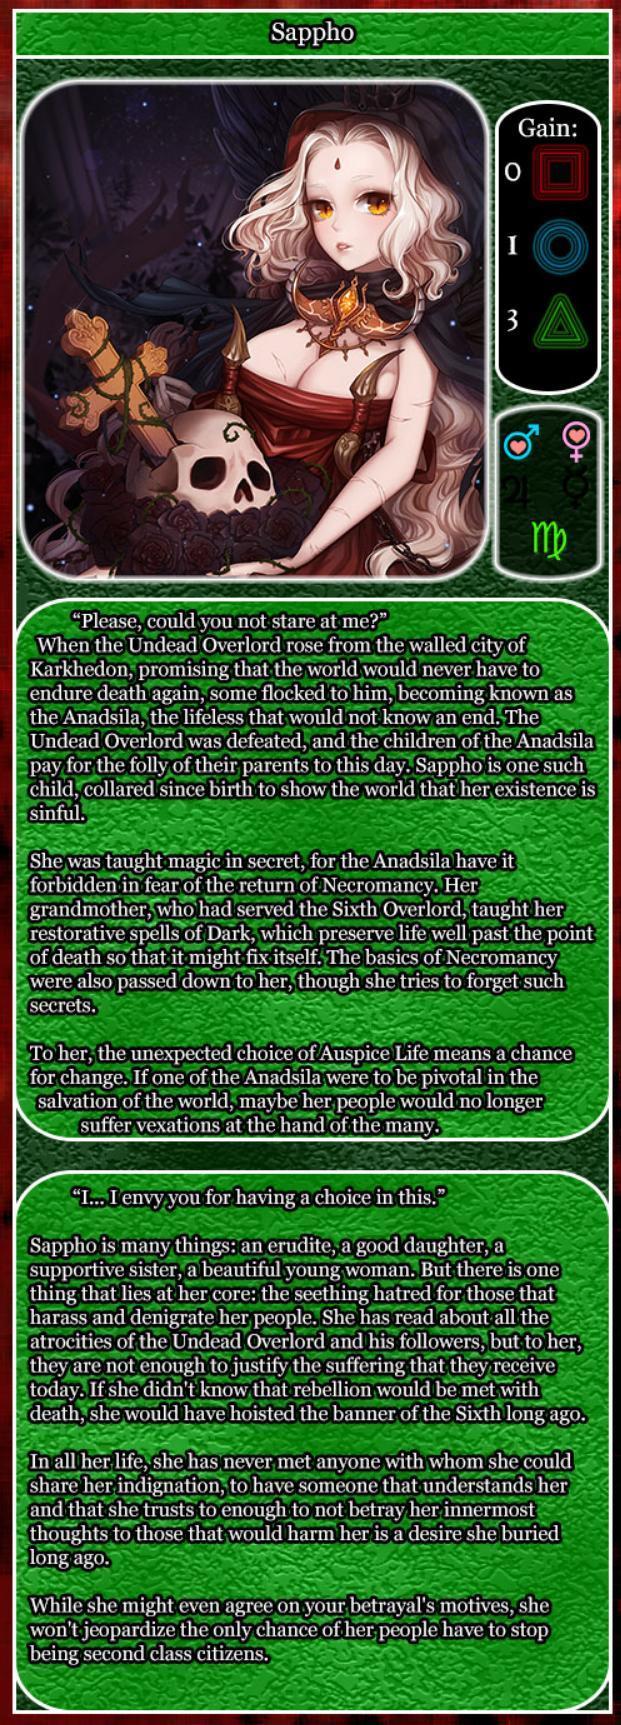 Sappho
Gain:
0
1
3
“Please, could you not stare at me?”
When the Undead Overlord rose from the walled city of
Karkhedon, promising that the world would never have to
endure death again, some flocked to him, becoming known as
the Anadsila, the lifeless that would not know an end. The
Undead Overlord was defeated, and the children of the Anadsila
pay for the folly of their parents to this day. Sappho is one such
child, collared since birth to show the world that her existence is
sinful.
She was taught magic in secret, for the Anadsila have it
forbidden in fear of the return of Necromancy. Her
grandmother, who had served the Sixth Overlord, taught her
restorative spells of Dark, which preserve life well past the point
of death so that it might fix itself. The basics of Necromancy
were also passed down to her, though she tries to forget such
secrets.
To her, the unexpected choice of Auspice Life means a chance
for change. If one of the Anadsila were to be pivotal in the
salvation of the world, maybe her people would no longer
suffer vexations at the hand of the many.
“I... I envy you for having a choice in this.”
Sappho is many things: an erudite, a good daughter, a
supportive sister, a beautiful young woman. But there is one
thing that lies at her core: the seething hatred for those that
harass and denigrate her people. She has read about all the
atrocities of the Undead Overlord and his followers, but to her,
they are not enough to justify the suffering that they receive
today. If she didn't know that rebellion would be met with
death, she would have hoisted the banner of the Sixth long ago.
In all her life, she has never met anyone with whom she could
share her indignation, to have someone that understands her
and that she trusts to enough to not betray her innermost
thoughts to those that would harm her is a desire she buried
long ago.
While she might even agree on your betrayal's motives, she
won't jeopardize the only chance of her people have to stop
being second class citizens.